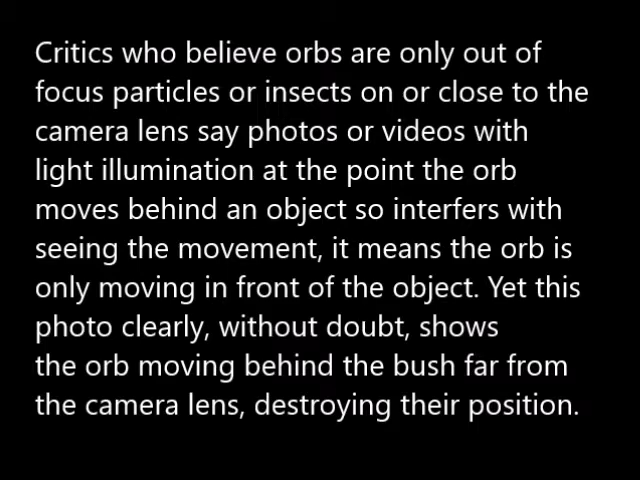 Critics who believe orbs are only out of
focus particles or insects on or close to the
camera lens say photos or videos with
light illumination at the point the orb
moves behind an object so interfers with
seeing the movement, it means the orb is
only moving in front of the object. Yet this
photo clearly, without doubt, shows
the orb moving behind the bush far from
the camera lens, destroying their position.